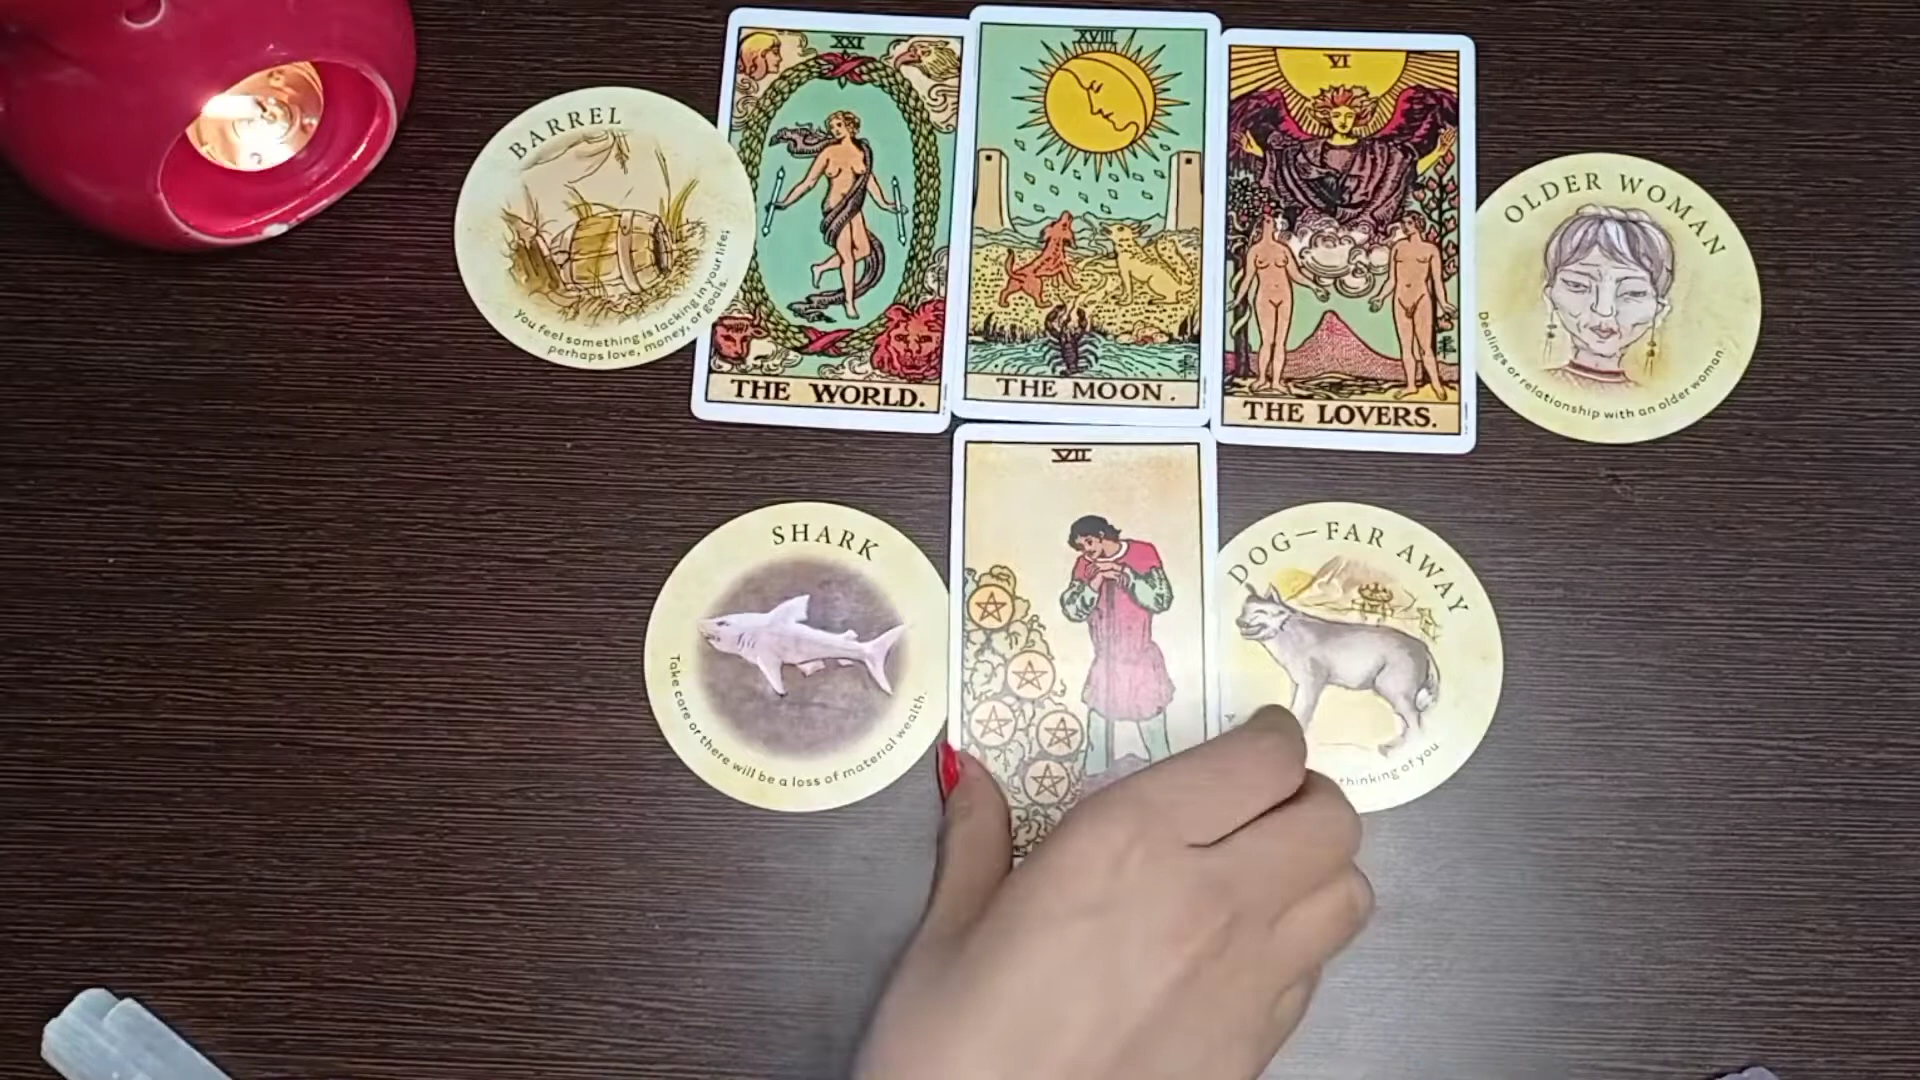 BARREL
You feel something is lacking in your life;
perhaps love, money, or goals.
XXI
THE WORLD.
XVIII
THE MOON.
VI
THE LOVERS.
OLDER WOMAN
Dealings or relationship with an older woman.
SHARK
Take care or there will be a loss of material wealth.
VII
DOG—FAR AWAY
thinking of you